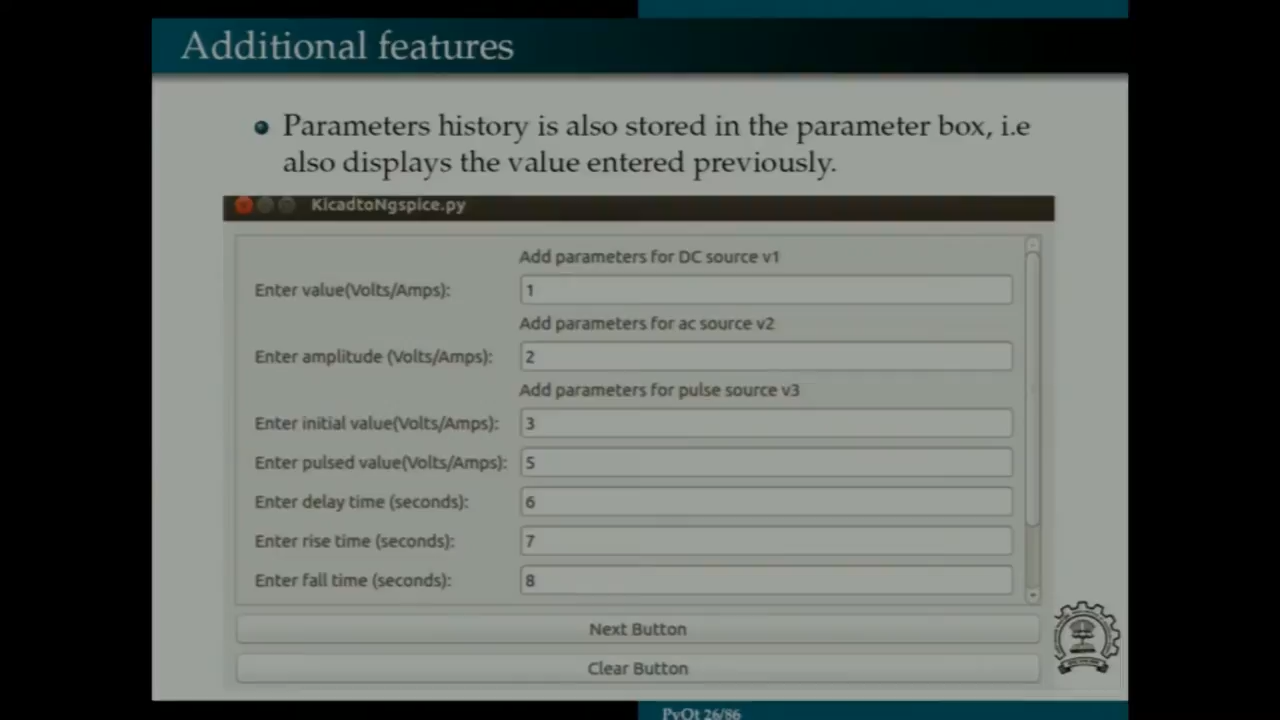 Additional features
Parameters history is also stored in the parameter box, i.e
also displays the value entered previously.
KicadtoNgspice.py
Add parameters for DC source v1
Enter value(Volts/Amps): 1
Add parameters for ac source v2
Enter amplitude (Volts/Amps): 2
Add parameters for pulse source v3
Enter initial value(Volts/Amps): 3
Enter pulsed value(Volts/Amps): 5
Enter delay time (seconds): 6
Enter rise time (seconds): 7
Enter fall time (seconds): 8
Next Button
Clear Button
PyQt 26/86